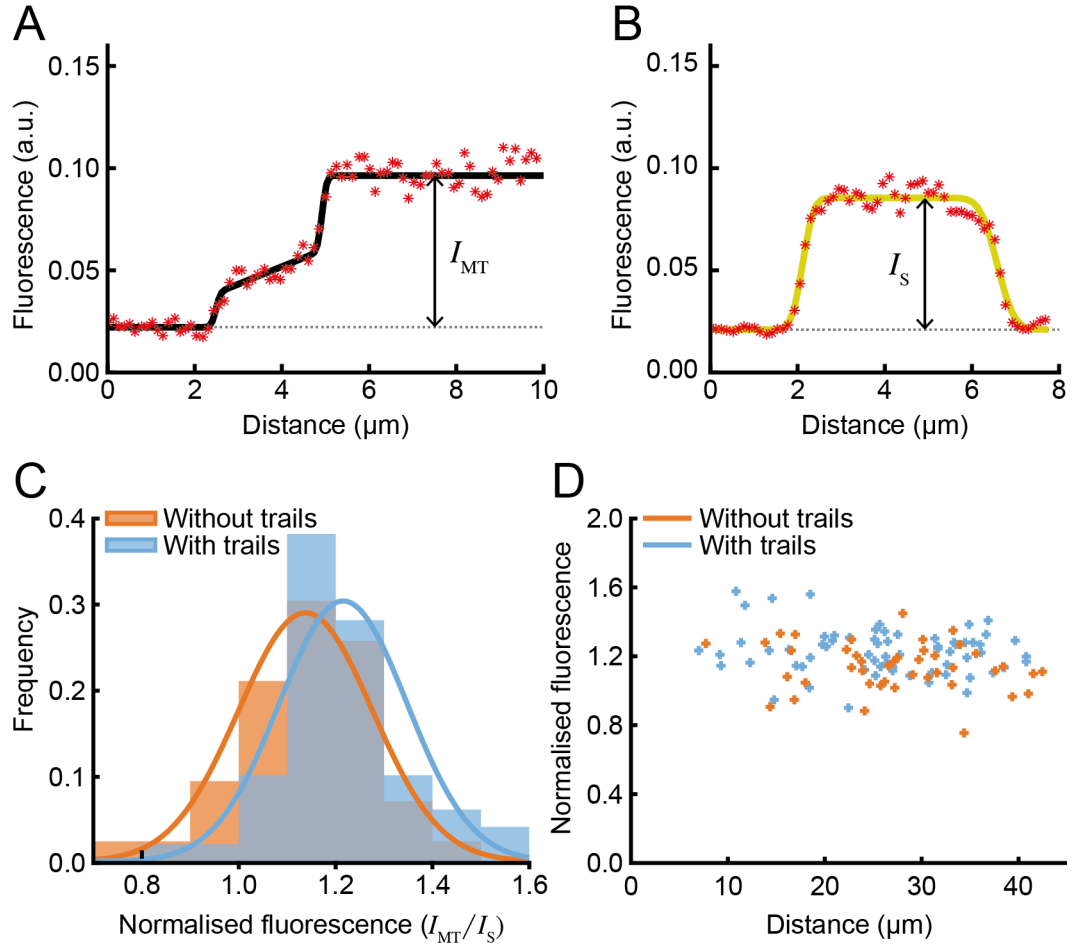 A
Fluorescence (a.u.)
0.15
0.10
0.05
0.00
I_MT
0 2 4 6 8 10
Distance (µm)
B
Fluorescence (a.u.)
0.15
0.10
0.05
0.00
I_S
0 2 4 6 8
Distance (µm)
C
Without trails
With trails
Frequency
0.4
0.3
0.2
0.1
0.0
0.8 1.0 1.2 1.4 1.6
Normalised fluorescence (I_MT/I_S)
D
Without trails
With trails
Normalised fluorescence
2.0
1.6
1.2
0.8
0.4
0.0
0 10 20 30 40
Distance (µm)